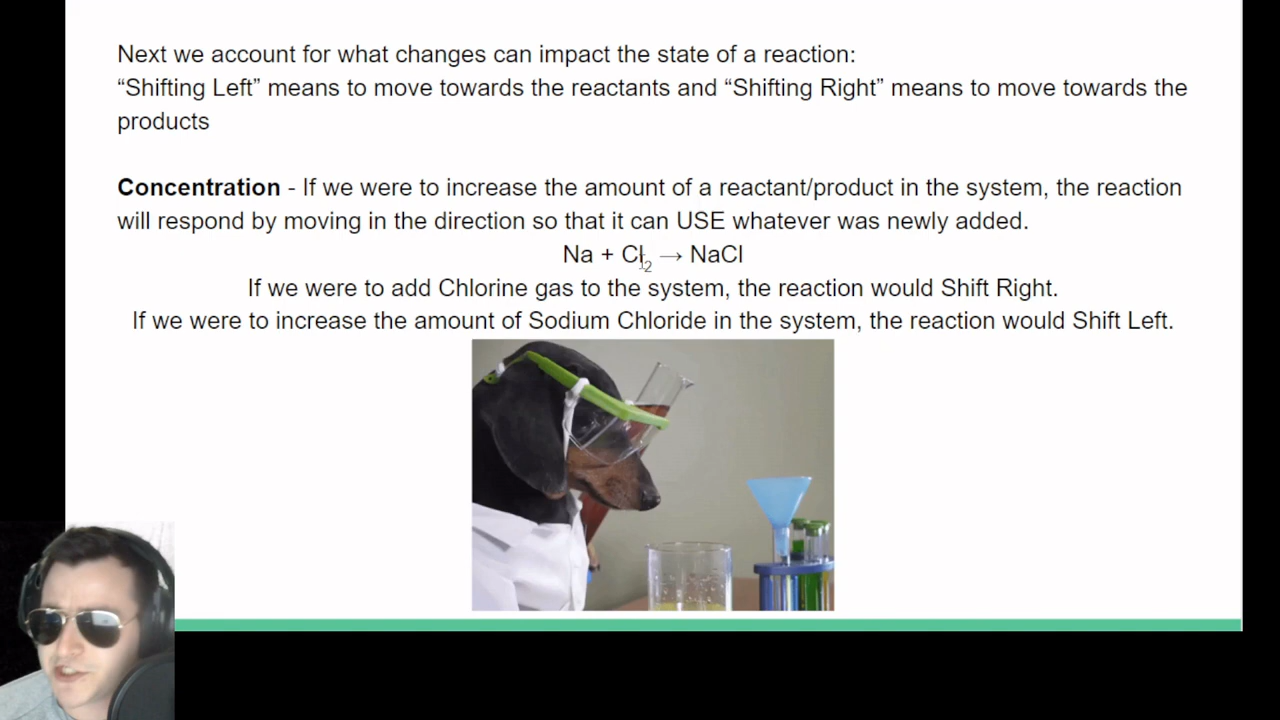 Next we account for what changes can impact the state of a reaction:
“Shifting Left” means to move towards the reactants and “Shifting Right” means to move towards the
products
Concentration - If we were to increase the amount of a reactant/product in the system, the reaction
will respond by moving in the direction so that it can USE whatever was newly added.
Na + Cl₂ → NaCl
If we were to add Chlorine gas to the system, the reaction would Shift Right.
If we were to increase the amount of Sodium Chloride in the system, the reaction would Shift Left.